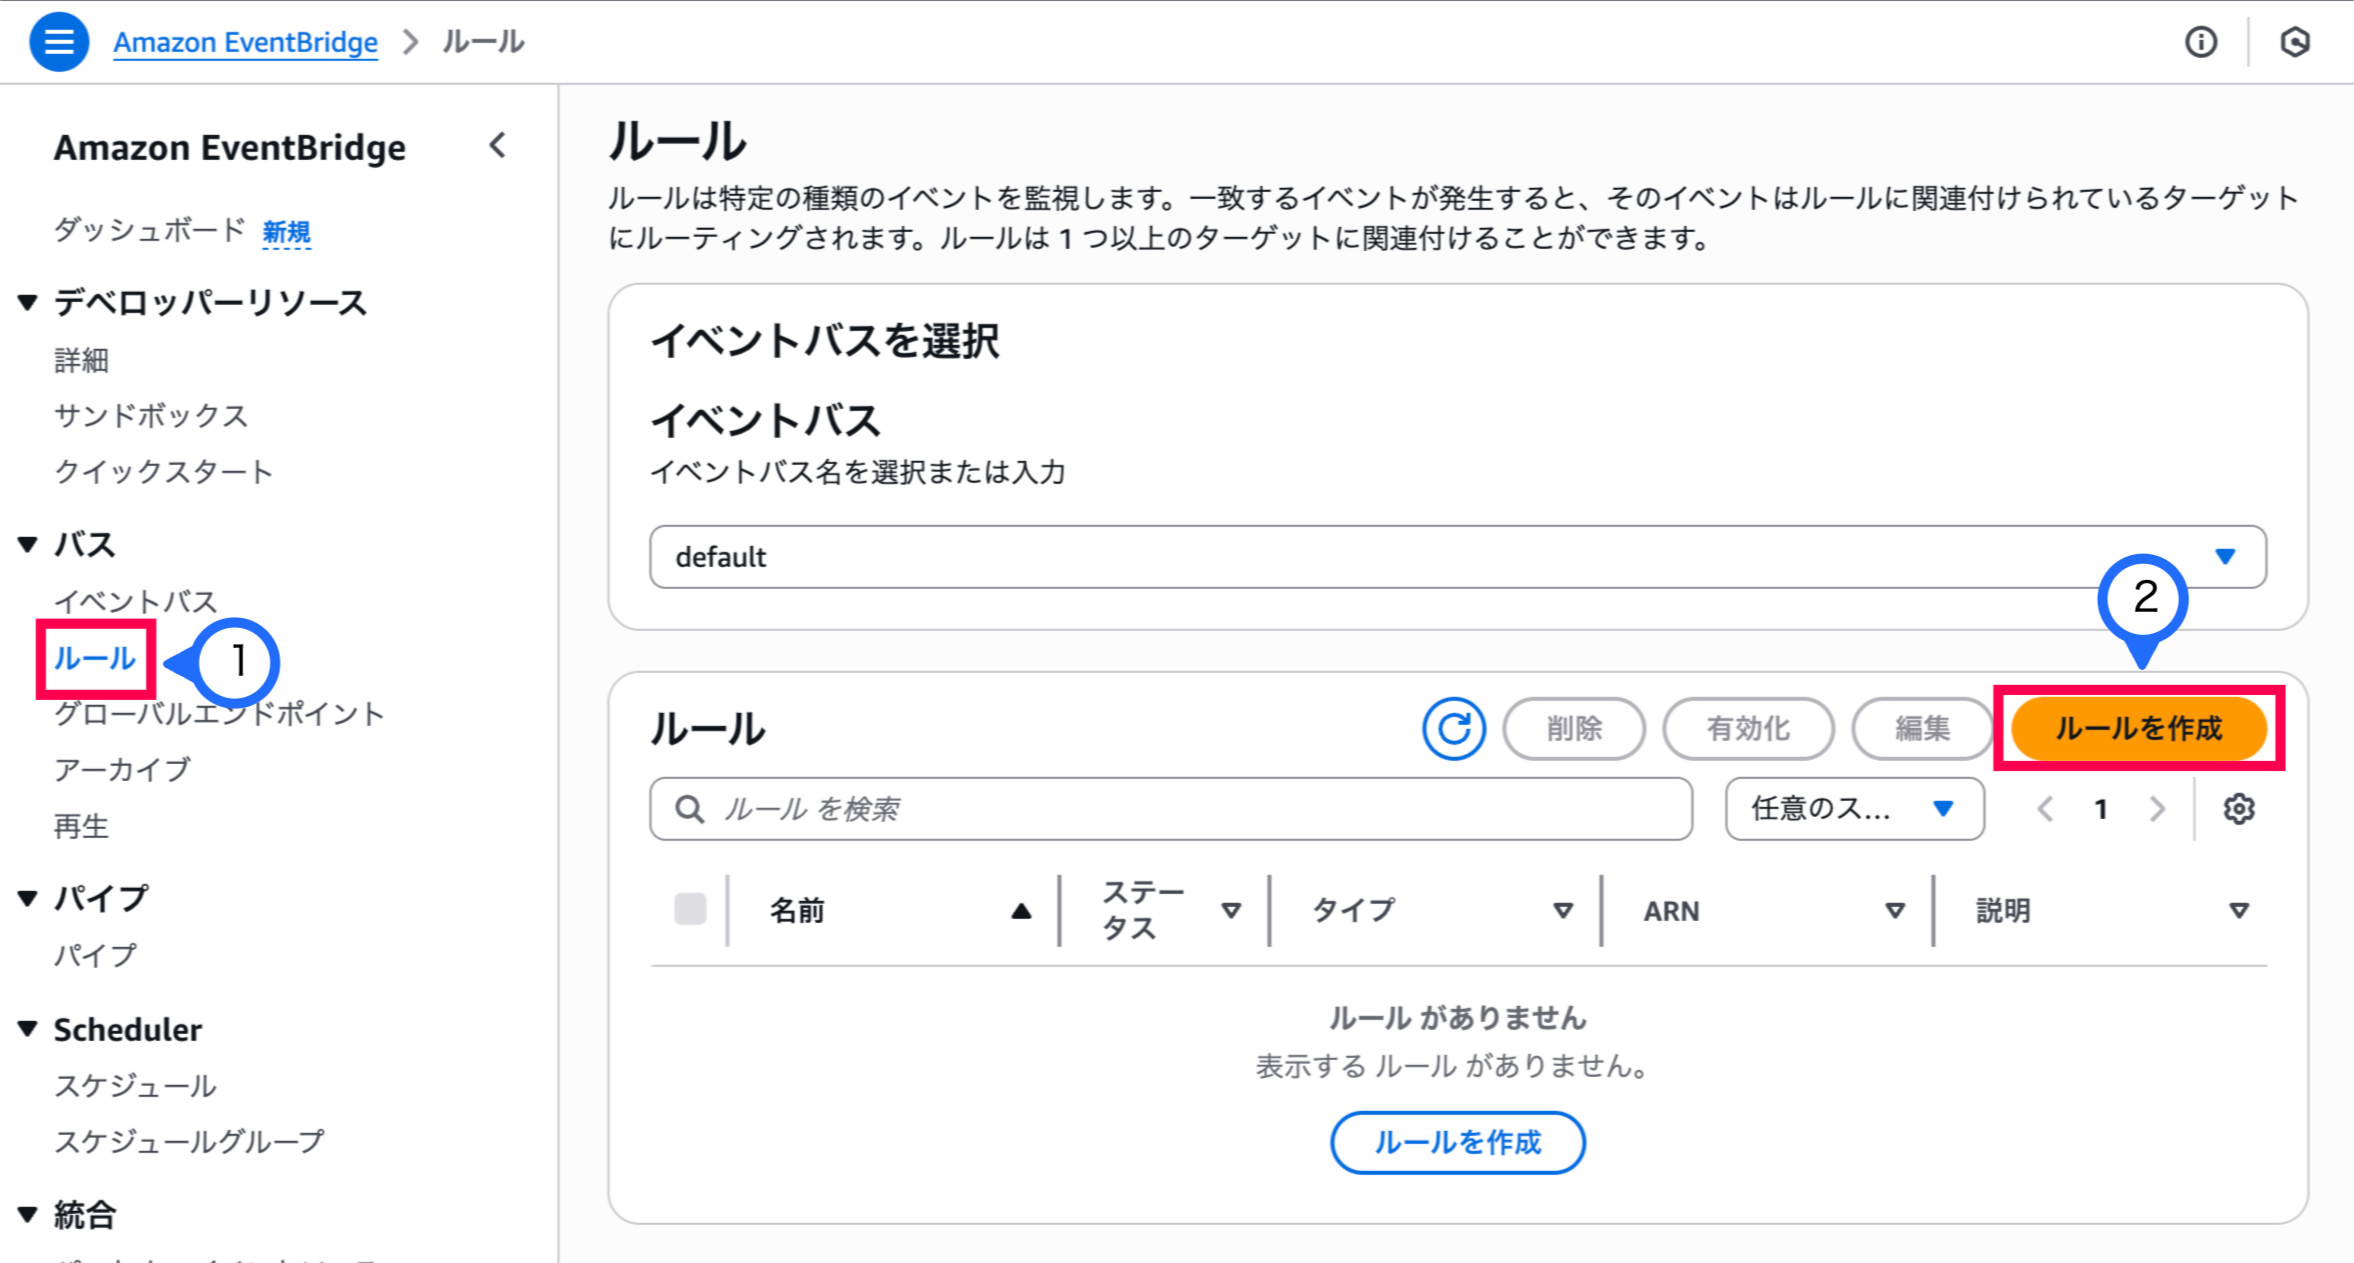 Amazon EventBridge > ルール
Amazon EventBridge
ダッシュボード 新規
デベロッパーリソース
詳細
サンドボックス
クイックスタート
バス
イベントバス
ルール
1
グローバルエンドポイント
アーカイブ
再生
パイプ
パイプ
Scheduler
スケジュール
スケジュールグループ
統合
ルール
ルールは特定の種類のイベントを監視します。一致するイベントが発生すると、そのイベントはルールに関連付けられているターゲット
にルーティングされます。ルールは 1 つ以上のターゲットに関連付けることができます。
イベントバスを選択
イベントバス
イベントバス名を選択または入力
default
2
ルール
削除
有効化
編集
ルールを作成
ルール を検索
任意のス...
1
名前
ステー
タス
タイプ
ARN
説明
ルール がありません
表示する ルール がありません。
ルールを作成